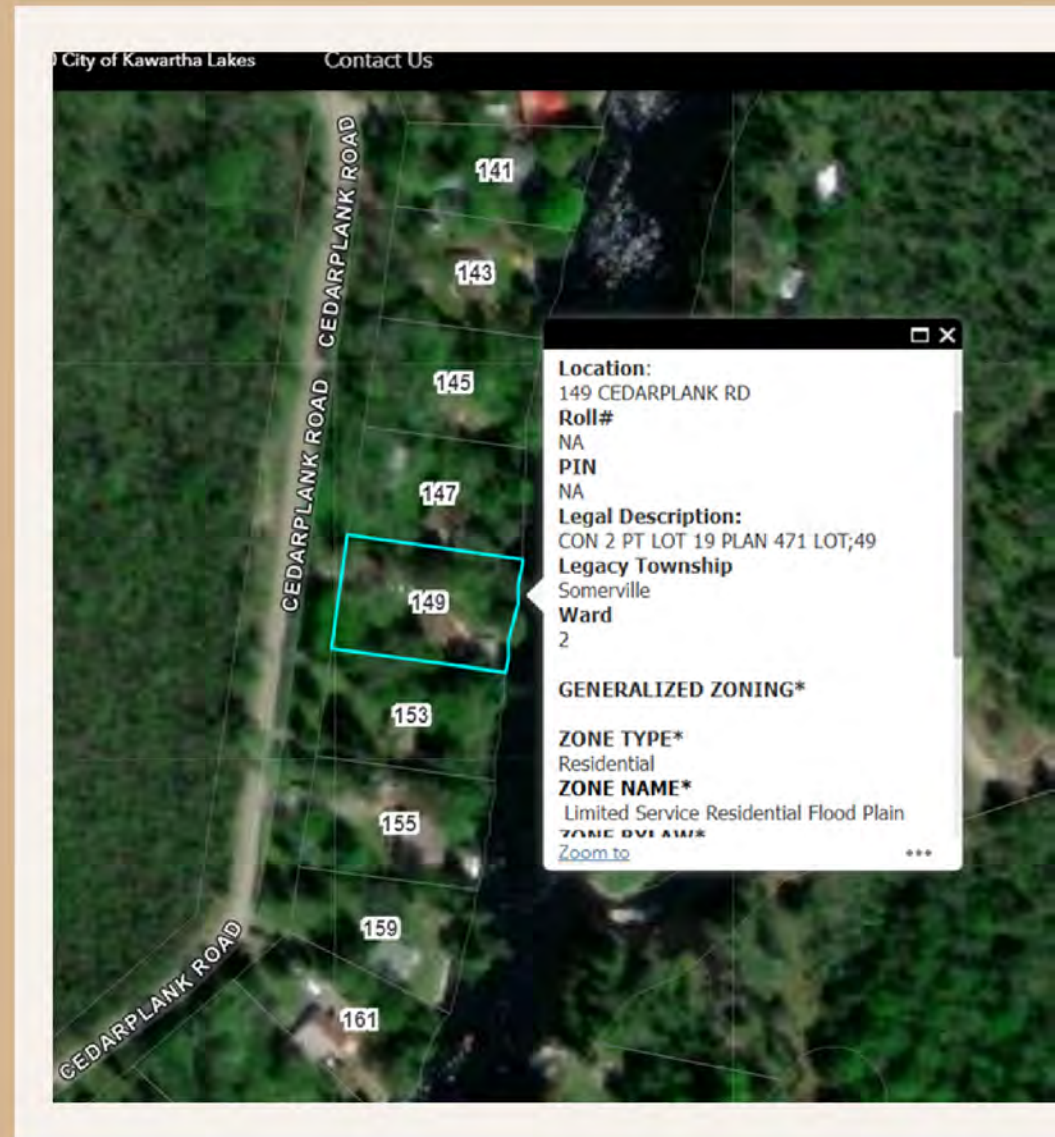 City of Kawartha Lakes
Contact Us
CEDARPLANK ROAD
141
143
CEDARPLANK ROAD
145
147
149
153
155
159
CEDARPLANK ROAD
161
Location:
149 CEDARPLANK RD
Roll#
NA
PIN
NA
Legal Description:
CON 2 PT LOT 19 PLAN 471 LOT;49
Legacy Township
Somerville
Ward
2
GENERALIZED ZONING*
ZONE TYPE*
Residential
ZONE NAME*
Limited Service Residential Flood Plain
ZONE BYLAW*
Zoom to